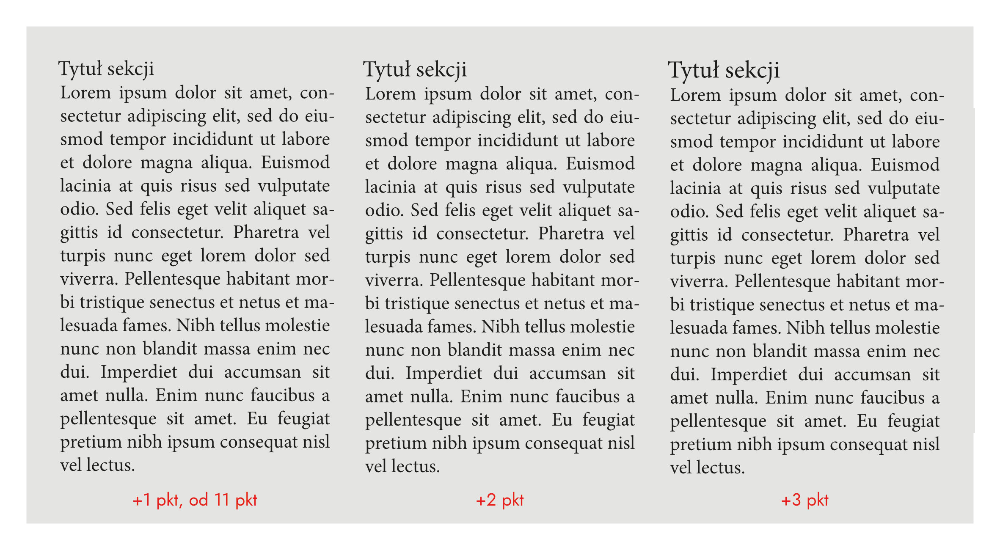 Tytuł sekcji
Lorem ipsum dolor sit amet, con-
sectetur adipiscing elit, sed do eiu-
smod tempor incididunt ut labore
et dolore magna aliqua. Euismod
lacinia at quis risus sed vulputate
odio. Sed felis eget velit aliquet sa-
gittis id consectetur. Pharetra vel
turpis nunc eget lorem dolor sed
viverra. Pellentesque habitant mor-
bi tristique senectus et netus et ma-
lesuada fames. Nibh tellus molestie
nunc non blandit massa enim nec
dui. Imperdiet dui accumsan sit
amet nulla. Enim nunc faucibus a
pellentesque sit amet. Eu feugiat
pretium nibh ipsum consequat nisl
vel lectus.
+1 pkt, od 11 pkt
Tytuł sekcji
Lorem ipsum dolor sit amet, con-
sectetur adipiscing elit, sed do eiu-
smod tempor incididunt ut labore
et dolore magna aliqua. Euismod
lacinia at quis risus sed vulputate
odio. Sed felis eget velit aliquet sa-
gittis id consectetur. Pharetra vel
turpis nunc eget lorem dolor sed
viverra. Pellentesque habitant mor-
bi tristique senectus et netus et ma-
lesuada fames. Nibh tellus molestie
nunc non blandit massa enim nec
dui. Imperdiet dui accumsan sit
amet nulla. Enim nunc faucibus a
pellentesque sit amet. Eu feugiat
pretium nibh ipsum consequat nisl
vel lectus.
+2 pkt
Tytuł sekcji
Lorem ipsum dolor sit amet, con-
sectetur adipiscing elit, sed do eiu-
smod tempor incididunt ut labore
et dolore magna aliqua. Euismod
lacinia at quis risus sed vulputate
odio. Sed felis eget velit aliquet sa-
gittis id consectetur. Pharetra vel
turpis nunc eget lorem dolor sed
viverra. Pellentesque habitant mor-
bi tristique senectus et netus et ma-
lesuada fames. Nibh tellus molestie
nunc non blandit massa enim nec
dui. Imperdiet dui accumsan sit
amet nulla. Enim nunc faucibus a
pellentesque sit amet. Eu feugiat
pretium nibh ipsum consequat nisl
vel lectus.
+3 pkt